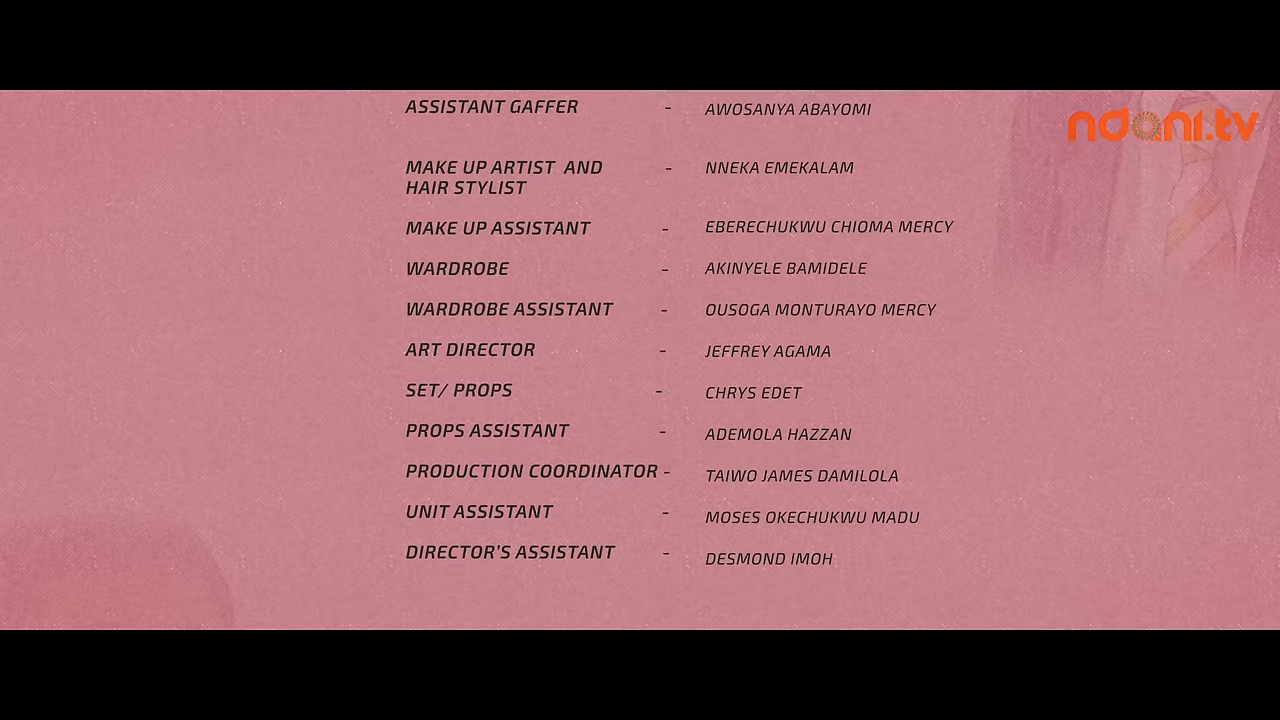 ndani.tv
ASSISTANT GAFFER - AWOSANYA ABAYOMI
MAKE UP ARTIST AND - NNEKA EMEKALAM
HAIR STYLIST
MAKE UP ASSISTANT - EBERECHUKWU CHIOMA MERCY
WARDROBE - AKINYELE BAMIDELE
WARDROBE ASSISTANT - OUSOGA MONTURAYO MERCY
ART DIRECTOR - JEFFREY AGAMA
SET/ PROPS - CHRYS EDET
PROPS ASSISTANT - ADEMOLA HAZZAN
PRODUCTION COORDINATOR - TAIWO JAMES DAMILOLA
UNIT ASSISTANT - MOSES OKECHUKWU MADU
DIRECTOR’S ASSISTANT - DESMOND IMOH